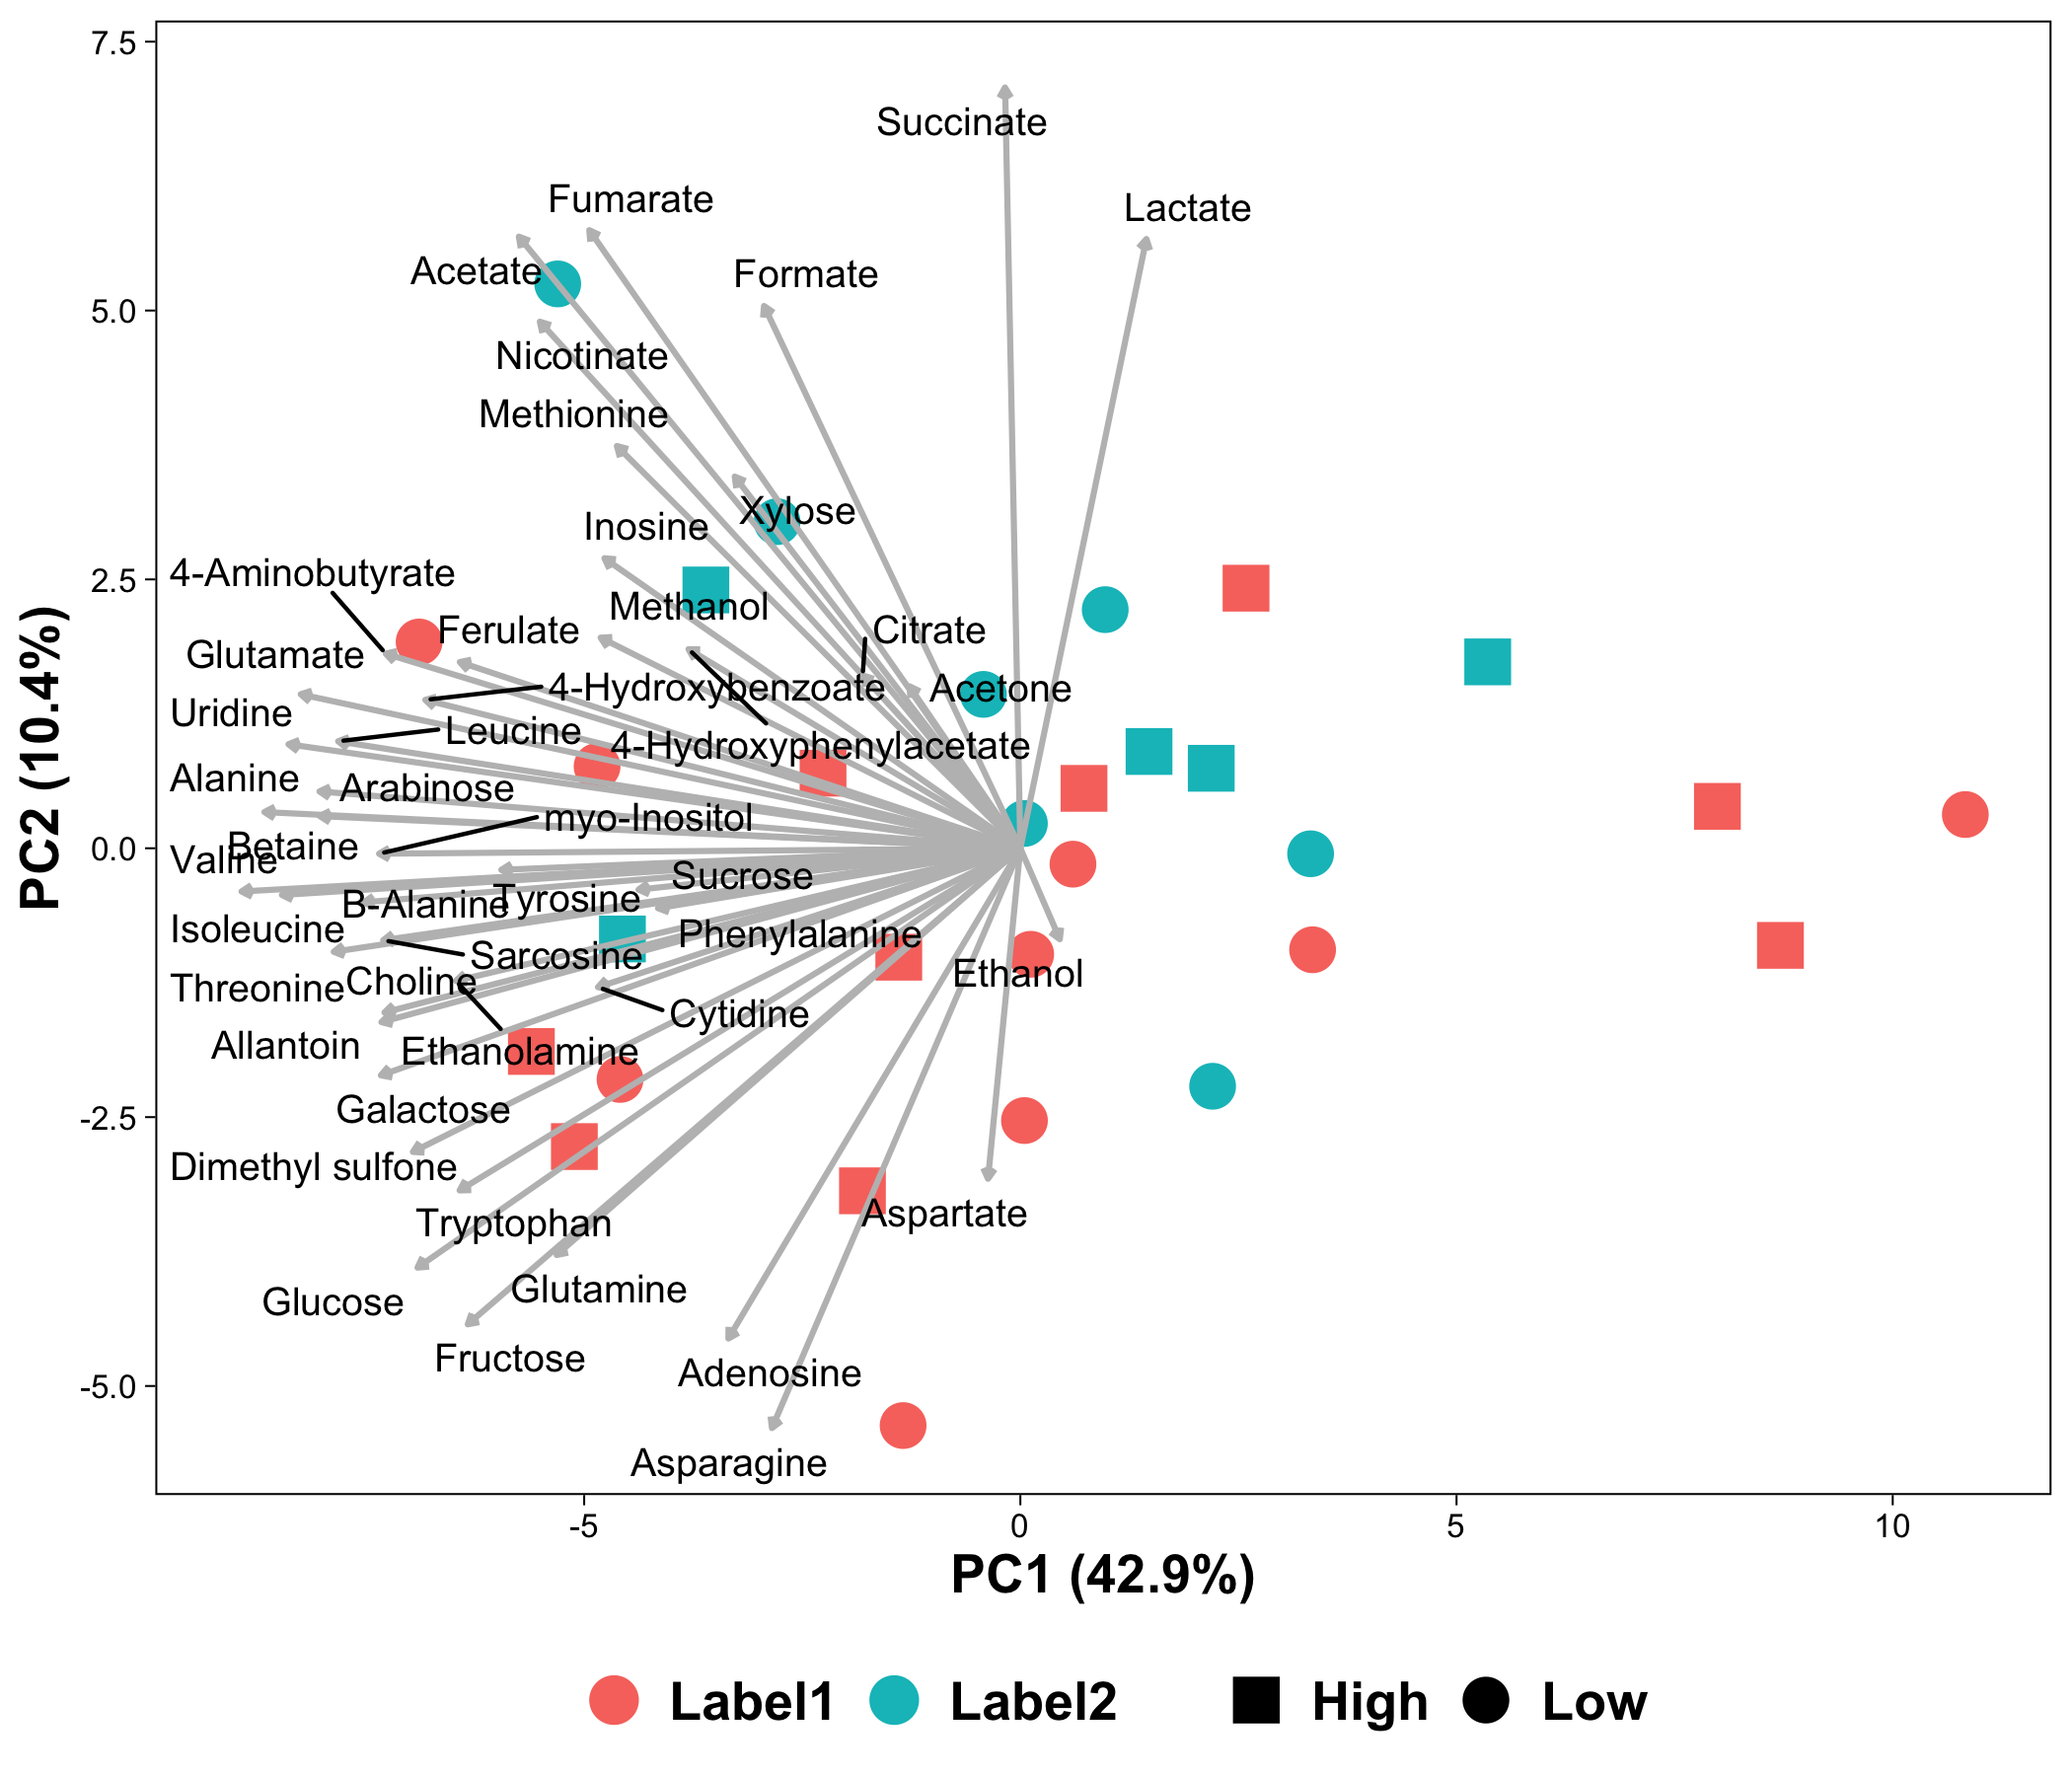 7.5
Succinate
Fumarate
Lactate
Acetate
Formate
5.0
Nicotinate
Methionine
Xylose
Inosine
4-Aminobutyrate
2.5
Methanol
Ferulate
Citrate
Glutamate
4-Hydroxybenzoate
Acetone
Uridine
Leucine
4-Hydroxyphenylacetate
Alanine
Arabinose
myo-Inositol
PC2 (10.4%)
0.0
Betaine
Valine
Sucrose
B-Alanine
Tyrosine
Isoleucine
Phenylalanine
Sarcosine
Ethanol
Threonine
Choline
Cytidine
Allantoin
Ethanolamine
Galactose
-2.5
Dimethyl sulfone
Tryptophan
Aspartate
Glutamine
Glucose
Fructose
Adenosine
-5.0
Asparagine
-5
0
5
10
PC1 (42.9%)
Label1 Label2 High Low